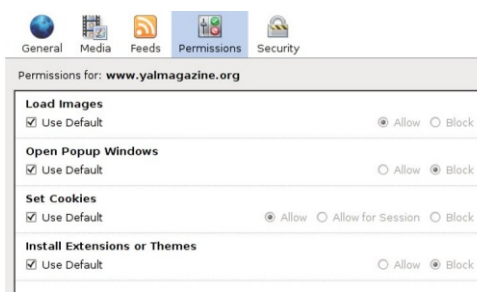 General Media Feeds Permissions Security
Permissions for: www.yalmagazine.org
Load Images
Use Default Allow Block
Open Popup Windows
Use Default Allow Block
Set Cookies
Use Default Allow Allow for Session Block
Install Extensions or Themes
Use Default Allow Block